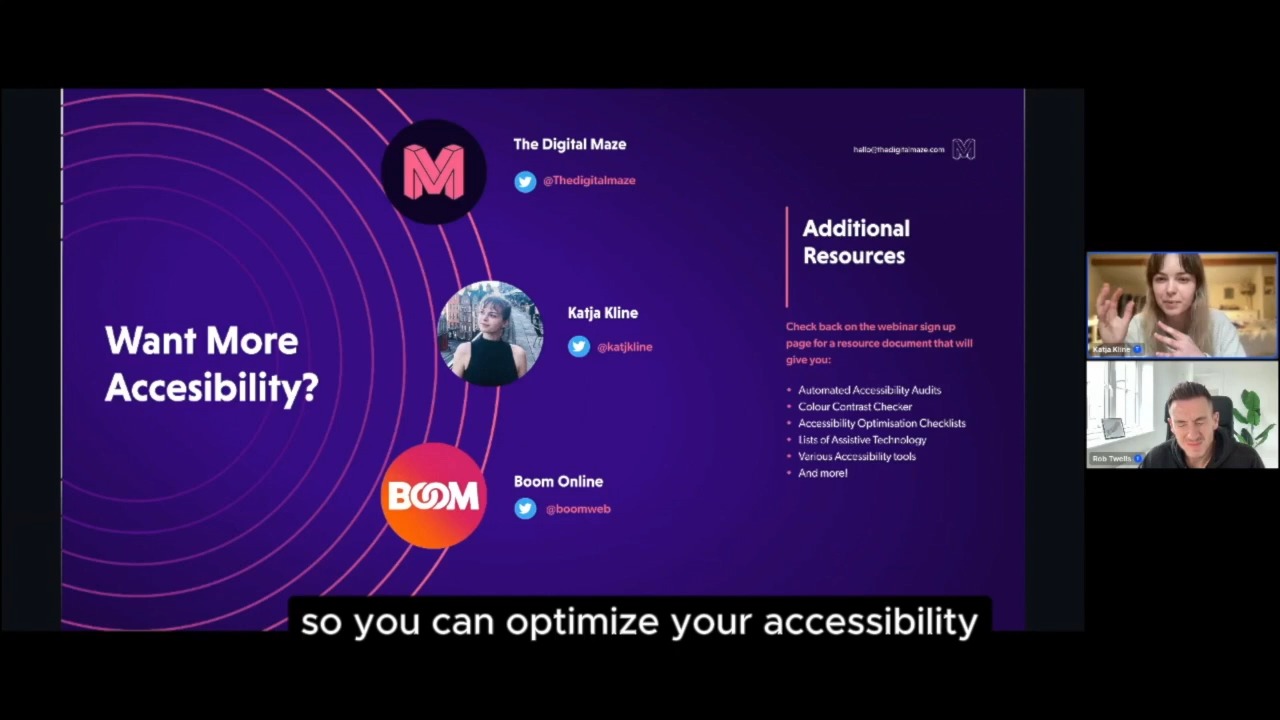 The Digital Maze
@Thedigitalmaze
hello@thedigitalmaze.com
M
M
Additional
Resources
Katja Kline
@katjkline
Want More
Accesibility?
Check back on the webinar sign up
page for a resource document that will
give you:
• Automated Accessibility Audits
• Colour Contrast Checker
• Accessibility Optimisation Checklists
• Lists of Assistive Technology
• Various Accessibility tools
• And more!
BOOM
Boom Online
@boomweb
Katja Kline
Rob Twells
so you can optimize your accessibility